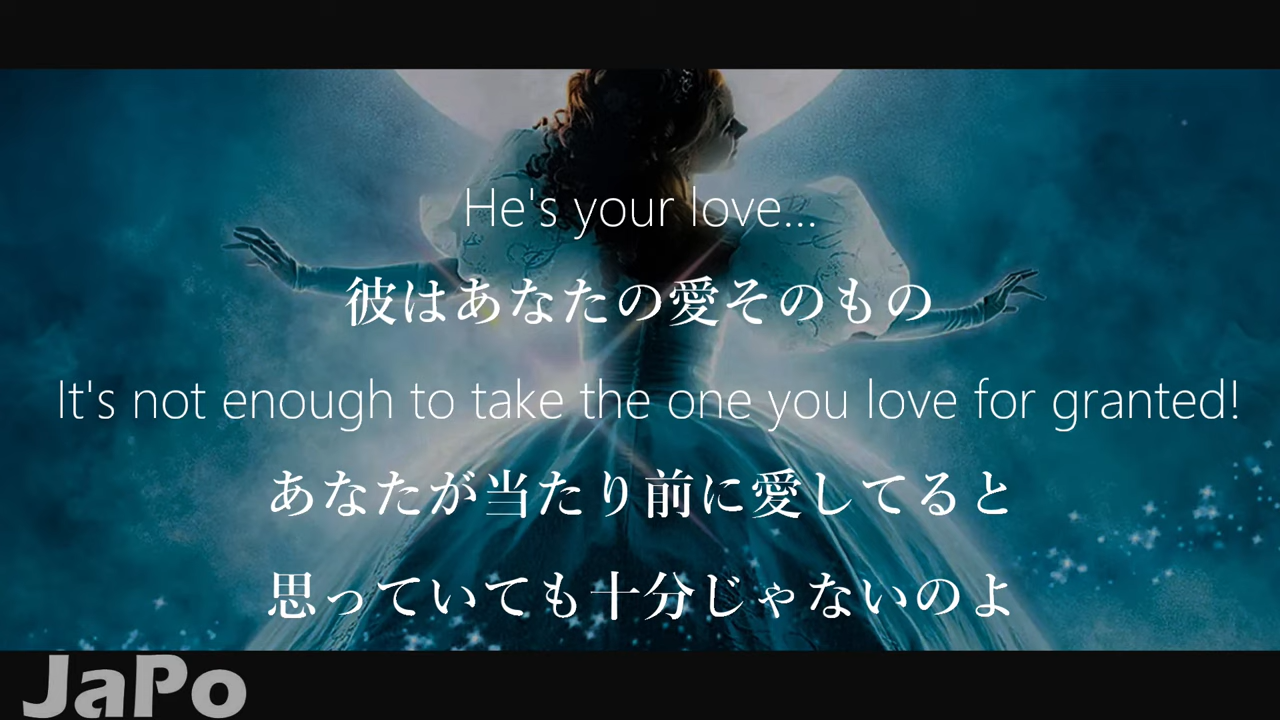 He's your love...
彼はあなたの愛そのもの
It's not enough to take the one you love for granted!
あなたが当たり前に愛してると
思っていても十分じゃないのよ
JaPo